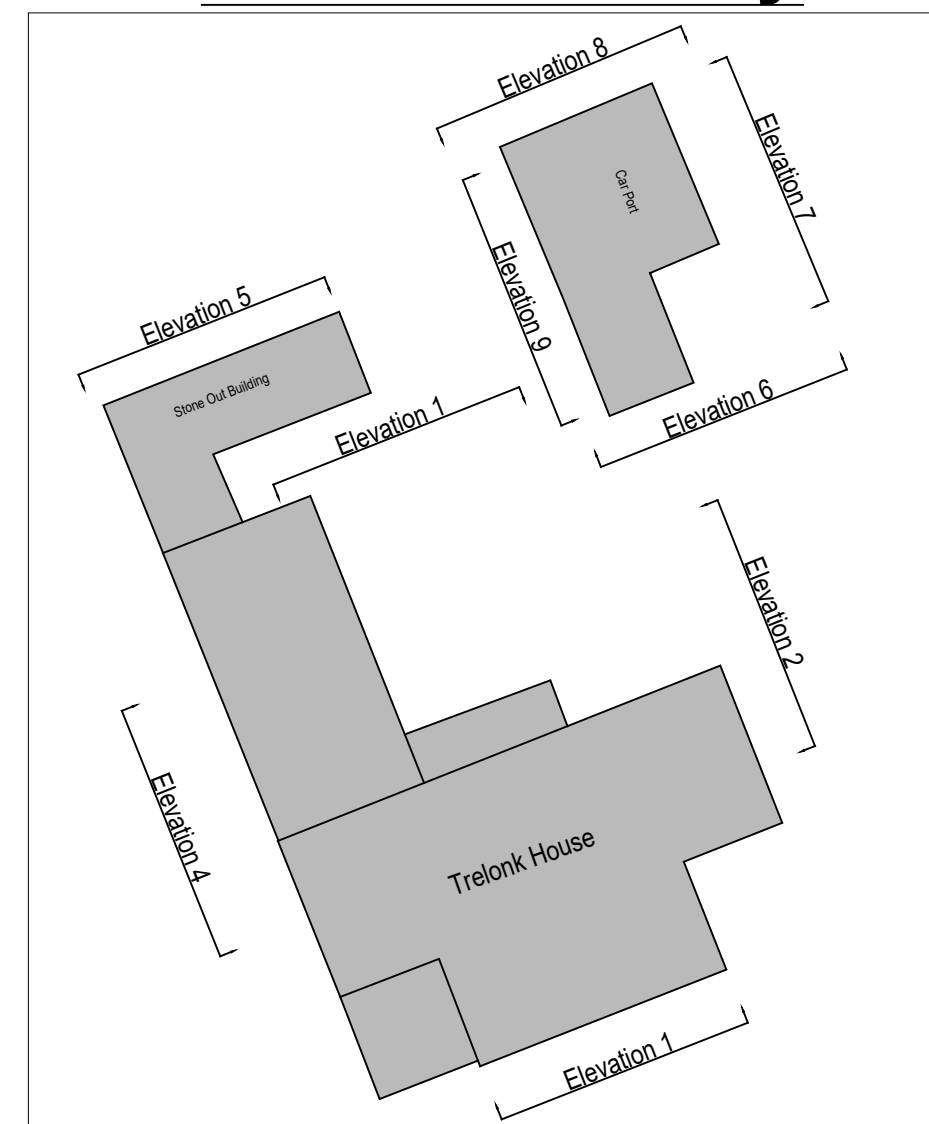 Elevation 8
Elevation 7
Car Port
Elevation 9
Elevation 5
Stone Out Building
Elevation 1
Elevation 6
Elevation 2
Elevation 4
Trelonk House
Elevation 1